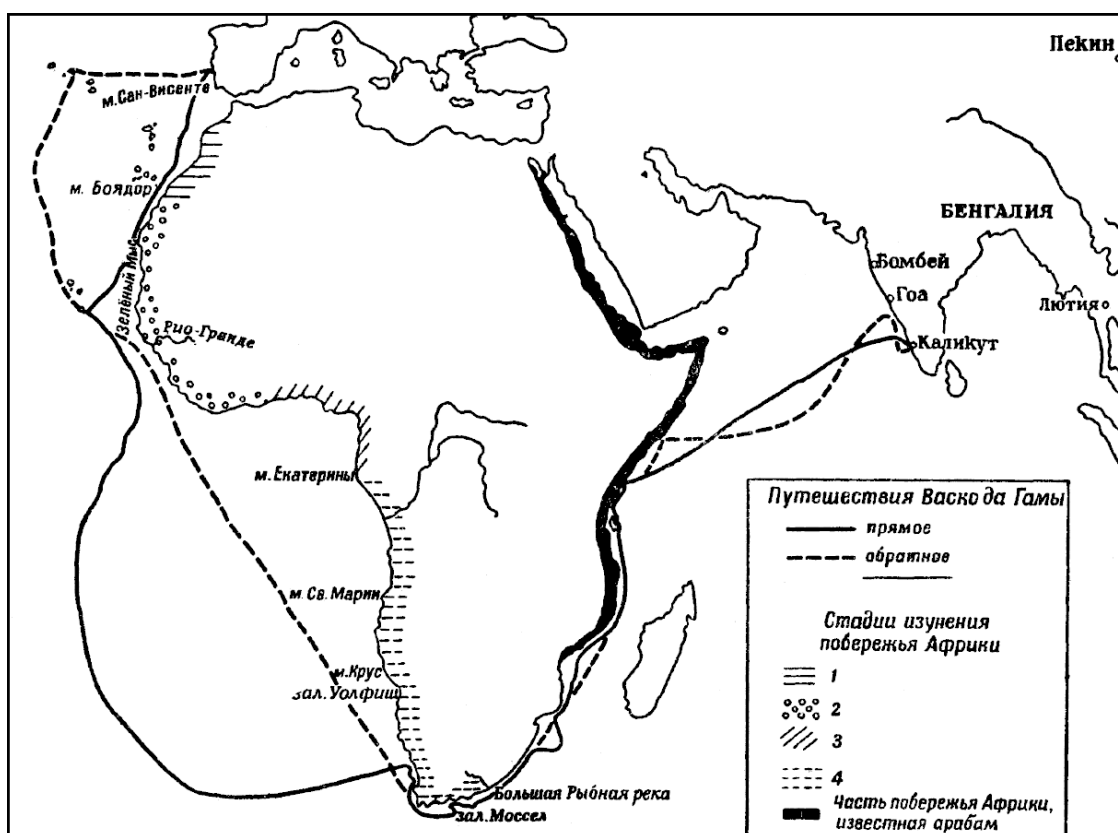 Пекин
м. Сан-Висенте
м. Боядор
БЕНГАЛИЯ
Бомбей
Гоа
Зелёный Мыс
Лютия
Рио-Гранде
Каликут
м. Екатерины
Путешествия Васко да Гамы
прямое
обратное
м. Св. Марии
Стадии изунения
побережья Африки
м. Крус
зал. Уолфиш
1
2
3
4
Большая Рыбная река
зал. Моссел
Часть побережья Африки,
известная арабам